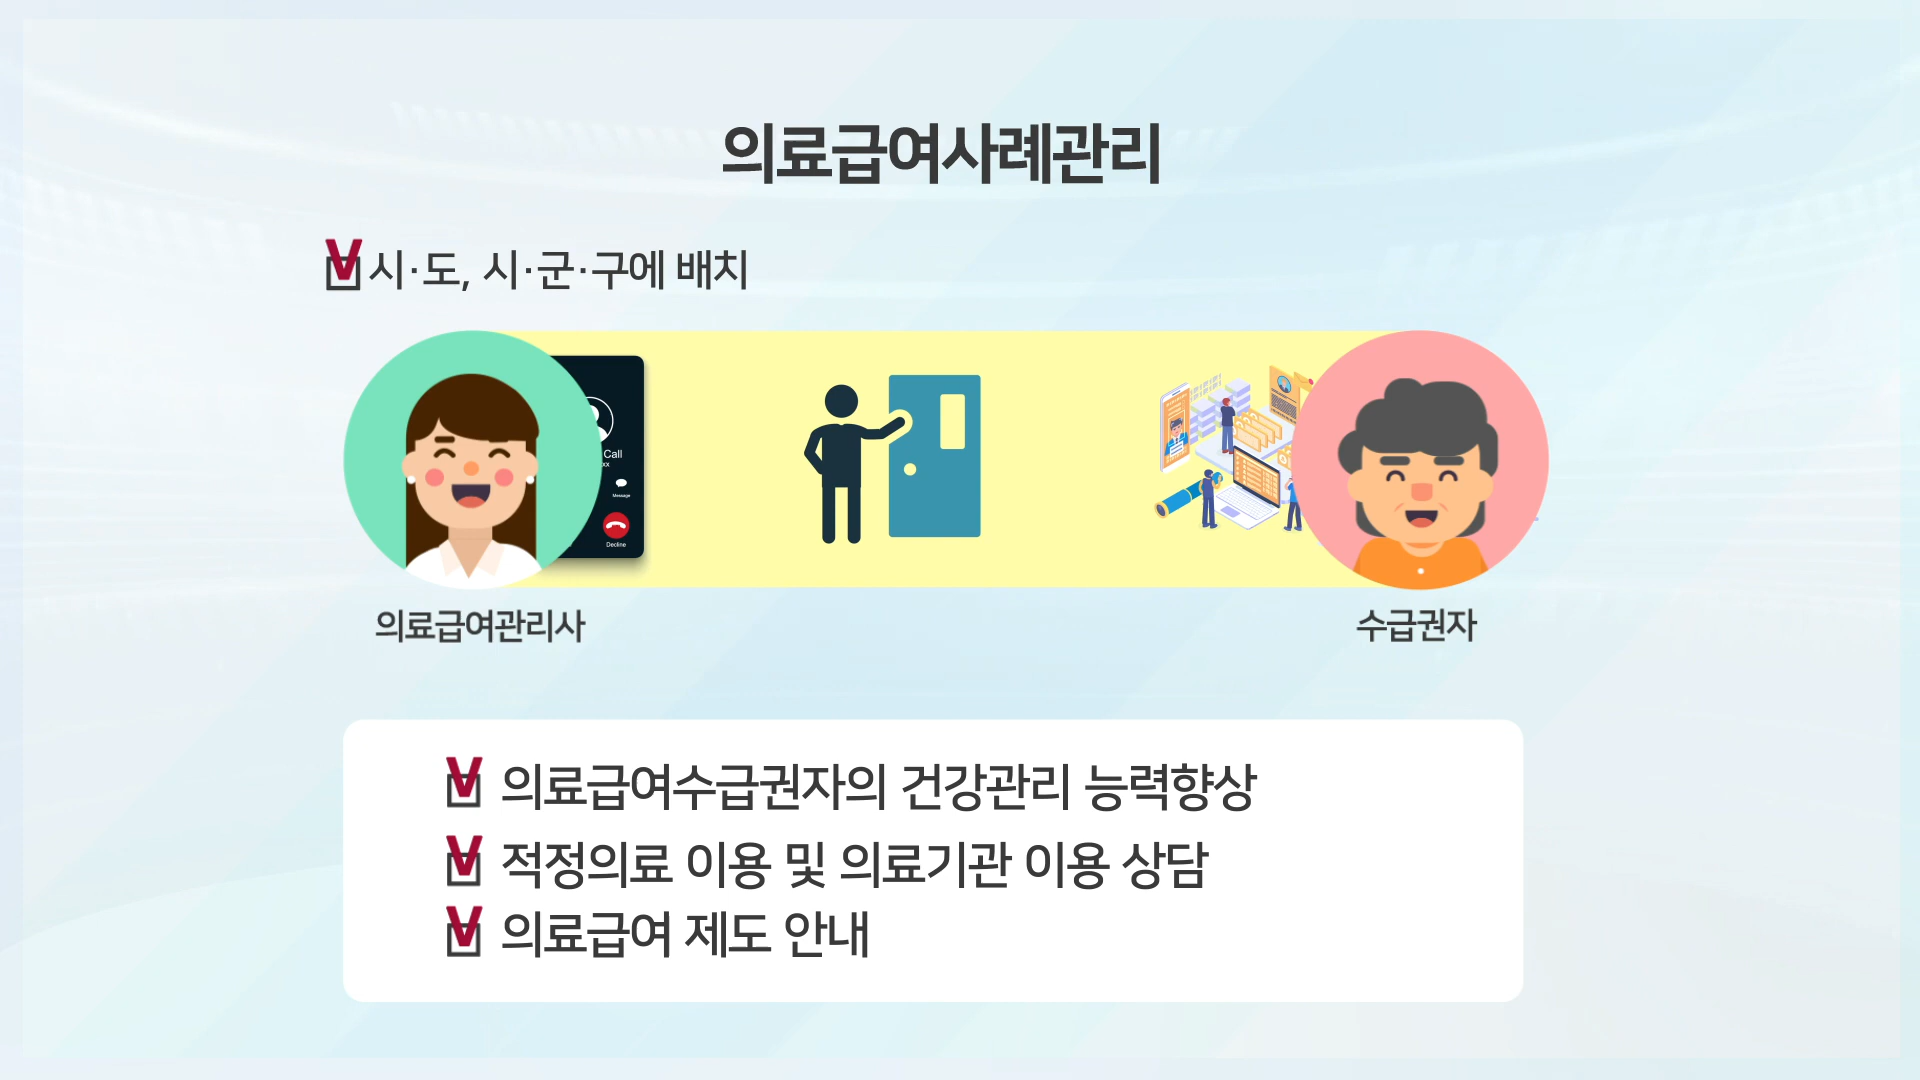 의료급여사례관리
시·도, 시·군·구에 배치
Call
xx
Message
Decline
의료급여관리사
수급권자
의료급여수급권자의 건강관리 능력향상
적정의료 이용 및 의료기관 이용 상담
의료급여 제도 안내